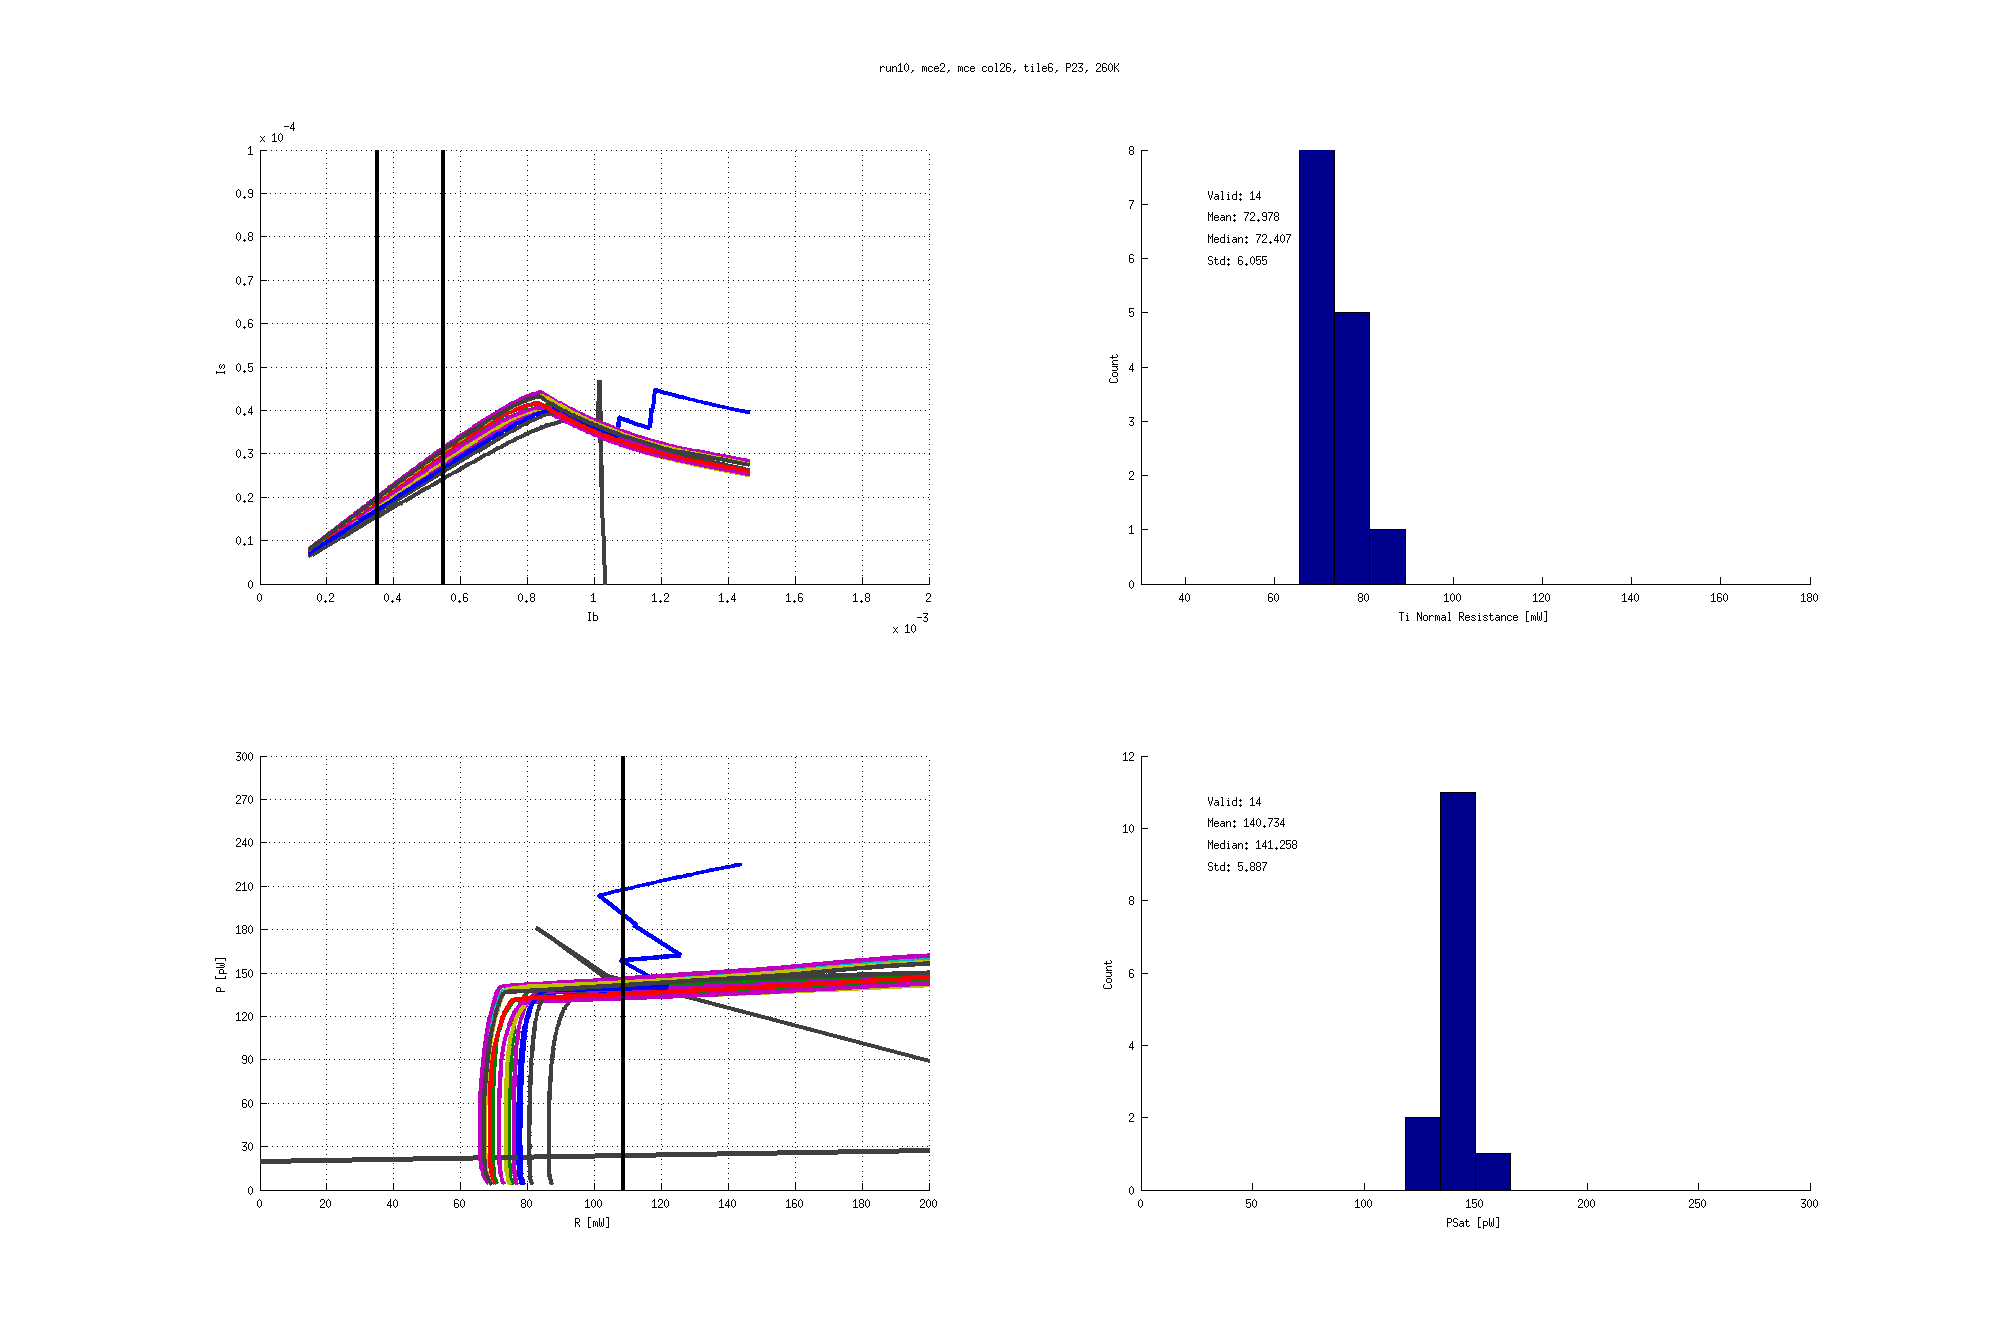 run10, mce2, mce col26, tile6, P23, 260K
x 10^-4
1
0.9
0.8
0.7
0.6
0.5
0.4
0.3
0.2
0.1
0
Is
0 0.2 0.4 0.6 0.8 1 1.2 1.4 1.6 1.8 2
Ib
x 10^-3
8
7
6
5
4
3
2
1
0
Count
Valid: 14
Mean: 72.978
Median: 72.407
Std: 6.055
40 60 80 100 120 140 160 180
Ti Normal Resistance [mW]
300
270
240
210
180
150
120
90
60
30
0
P [pW]
0 20 40 60 80 100 120 140 160 180 200
R [mW]
12
10
8
6
4
2
0
Count
Valid: 14
Mean: 140.734
Median: 141.258
Std: 5.887
0 50 100 150 200 250 300
PSat [pW]